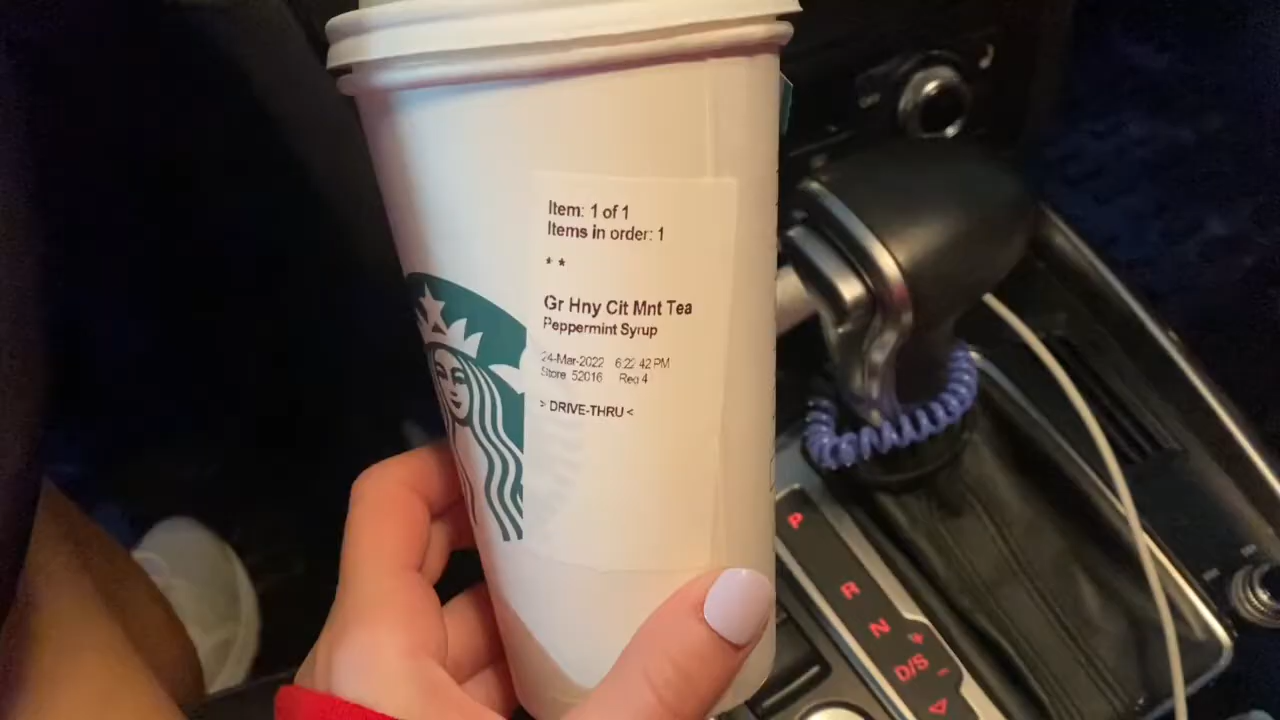 Item: 1 of 1
Items in order: 1
* *
Gr Hny Cit Mnt Tea
Peppermint Syrup
24-Mar-2022 6:22:42 PM
Store 52016 Reg 4
> DRIVE-THRU <
P
R
N +
D/S -